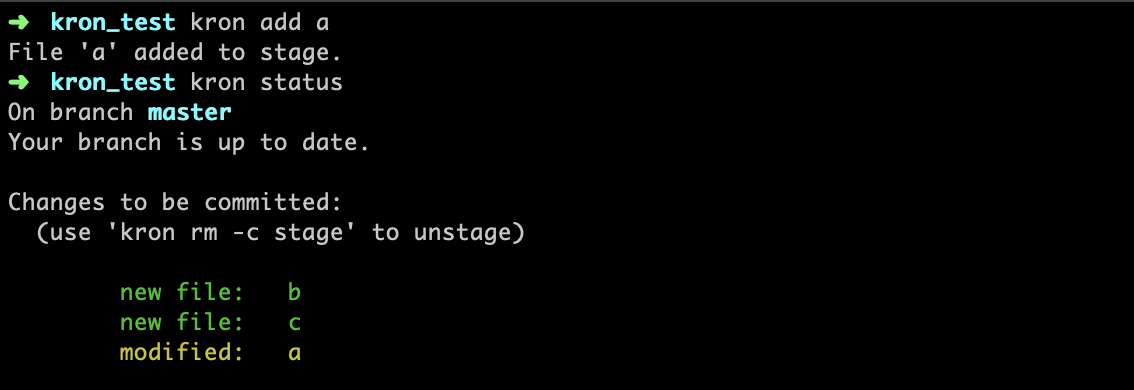 ➜  kron_test kron add a
File 'a' added to stage.
➜  kron_test kron status
On branch master
Your branch is up to date.

Changes to be committed:
  (use 'kron rm -c stage' to unstage)

        new file:   b
        new file:   c
        modified:   a